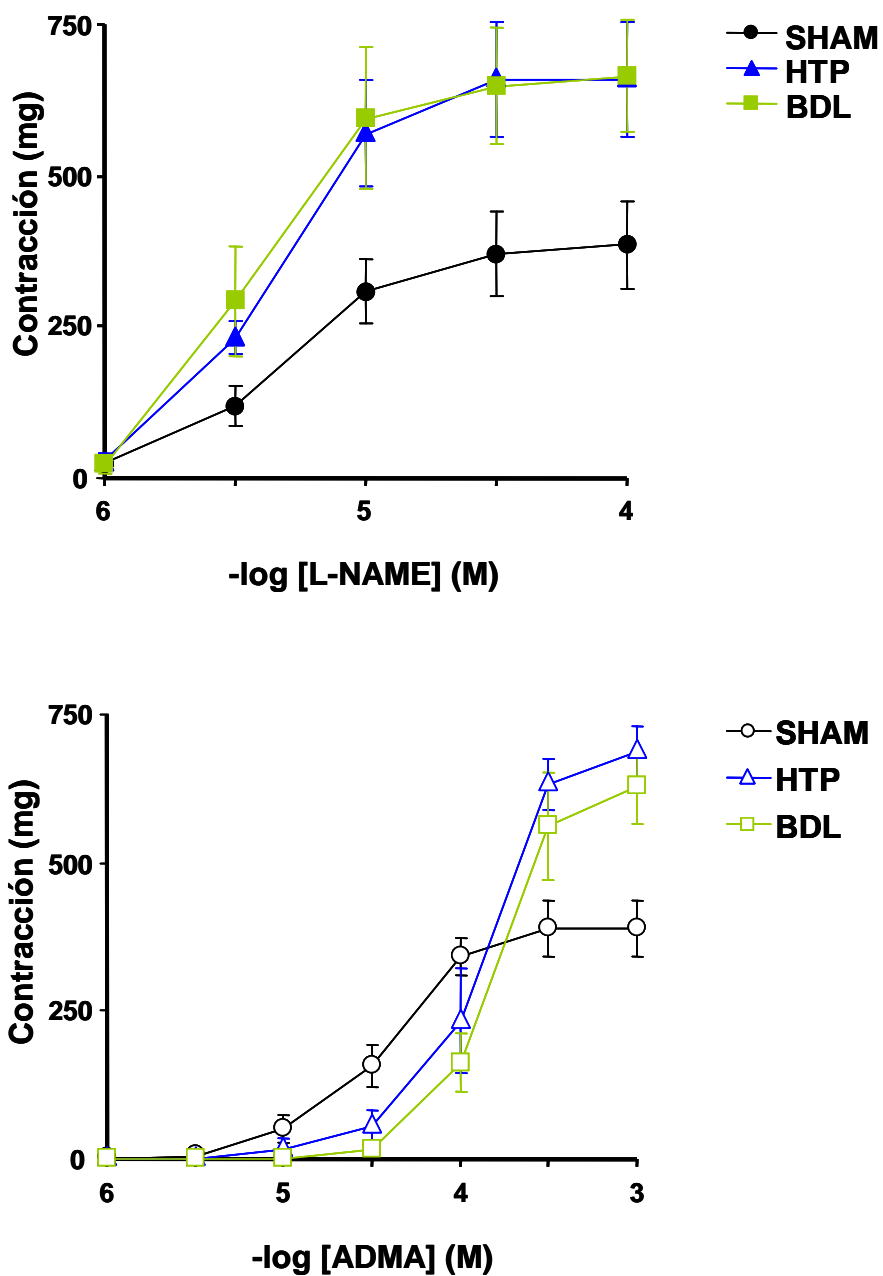 750
500
250
0
6
5
4
Contracción (mg)
-log [L-NAME] (M)
SHAM
HTP
BDL
750
500
250
0
6
5
4
3
Contracción (mg)
-log [ADMA] (M)
SHAM
HTP
BDL